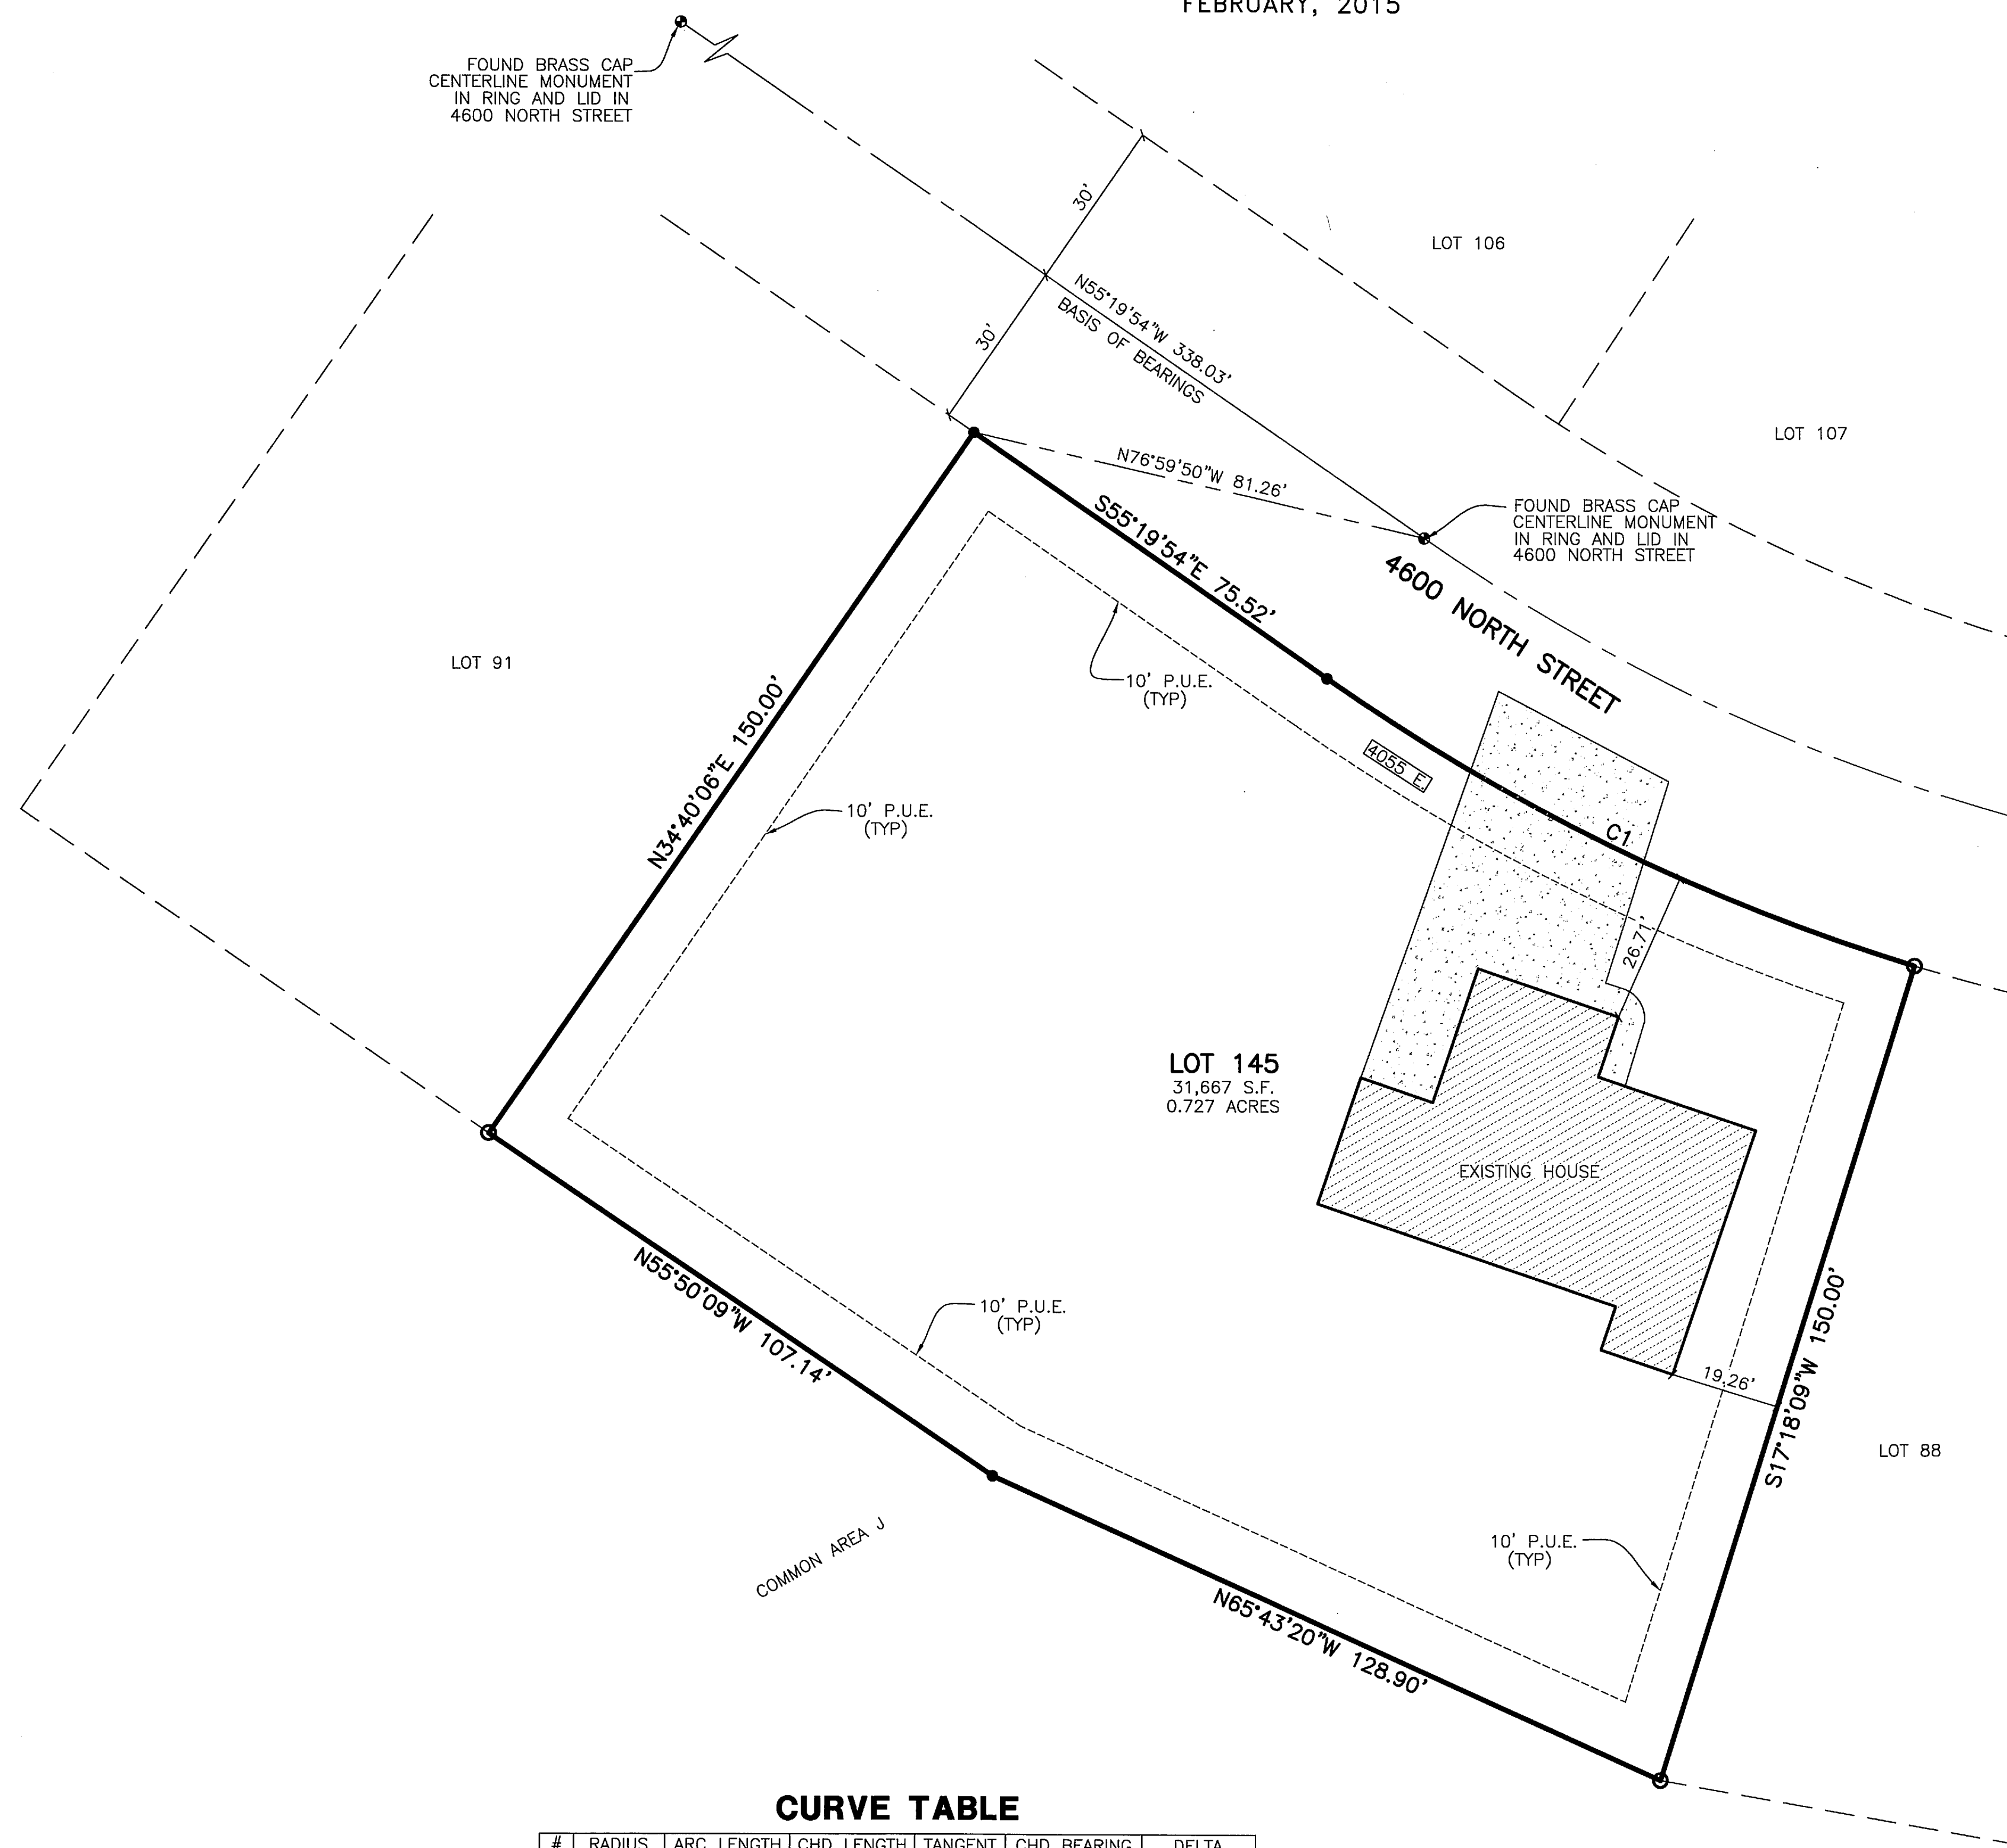 FEBRUARY, 2015
FOUND BRASS CAP
CENTERLINE MONUMENT
IN RING AND LID IN
4600 NORTH STREET
30'
30'
LOT 106
N55°19'54"W 338.03'
BASIS OF BEARINGS
LOT 107
N76°59'50"W 81.26'
FOUND BRASS CAP
CENTERLINE MONUMENT
IN RING AND LID IN
4600 NORTH STREET
S55°19'54"E 75.52'
4600 NORTH STREET
LOT 91
10' P.U.E.
(TYP)
4055 E.
N34°40'06"E 150.00'
10' P.U.E.
(TYP)
C1
26.71'
LOT 145
31,667 S.F.
0.727 ACRES
EXISTING HOUSE
N55°50'09"W 107.14'
10' P.U.E.
(TYP)
19.26'
S17°18'09"W 150.00'
LOT 88
COMMON AREA J
10' P.U.E.
(TYP)
N65°43'20"W 128.90'
CURVE TABLE
# RADIUS ARC LENGTH CHD LENGTH TANGENT CHD BEARING DELTA